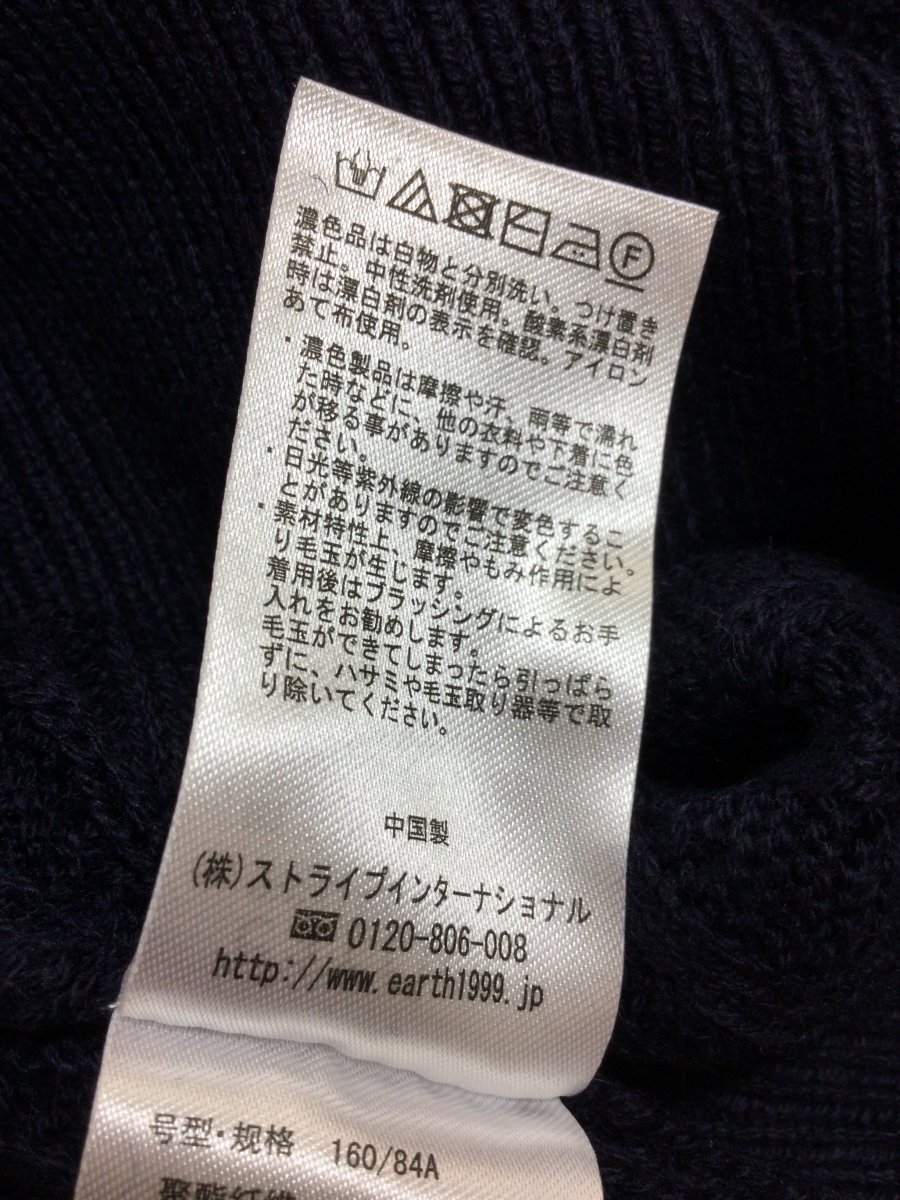 F
濃色品は白物と分別洗い。つけ置き
禁止。中性洗剤使用。酸素系漂白剤
時は漂白剤の表示を確認。アイロン
あて布使用。
・濃色製品は摩擦や汗、雨等で濡れ
た時などに、他の衣料や下着に色
が移る事がありますのでご注意く
ださい。
・日光等紫外線の影響で変色するこ
とがありますのでご注意ください。
・素材特性上、摩擦やもみ作用によ
り毛玉が生じます。
着用後はブラッシングによるお手
入れをお勧めします。
毛玉ができてしまったら引っぱら
ずに、ハサミや毛玉取り器等で取
り除いてください。
中国製
(株)ストライプインターナショナル
0120-806-008
http://www.earth1999.jp
号型·规格 160/84A
聚酯纤维